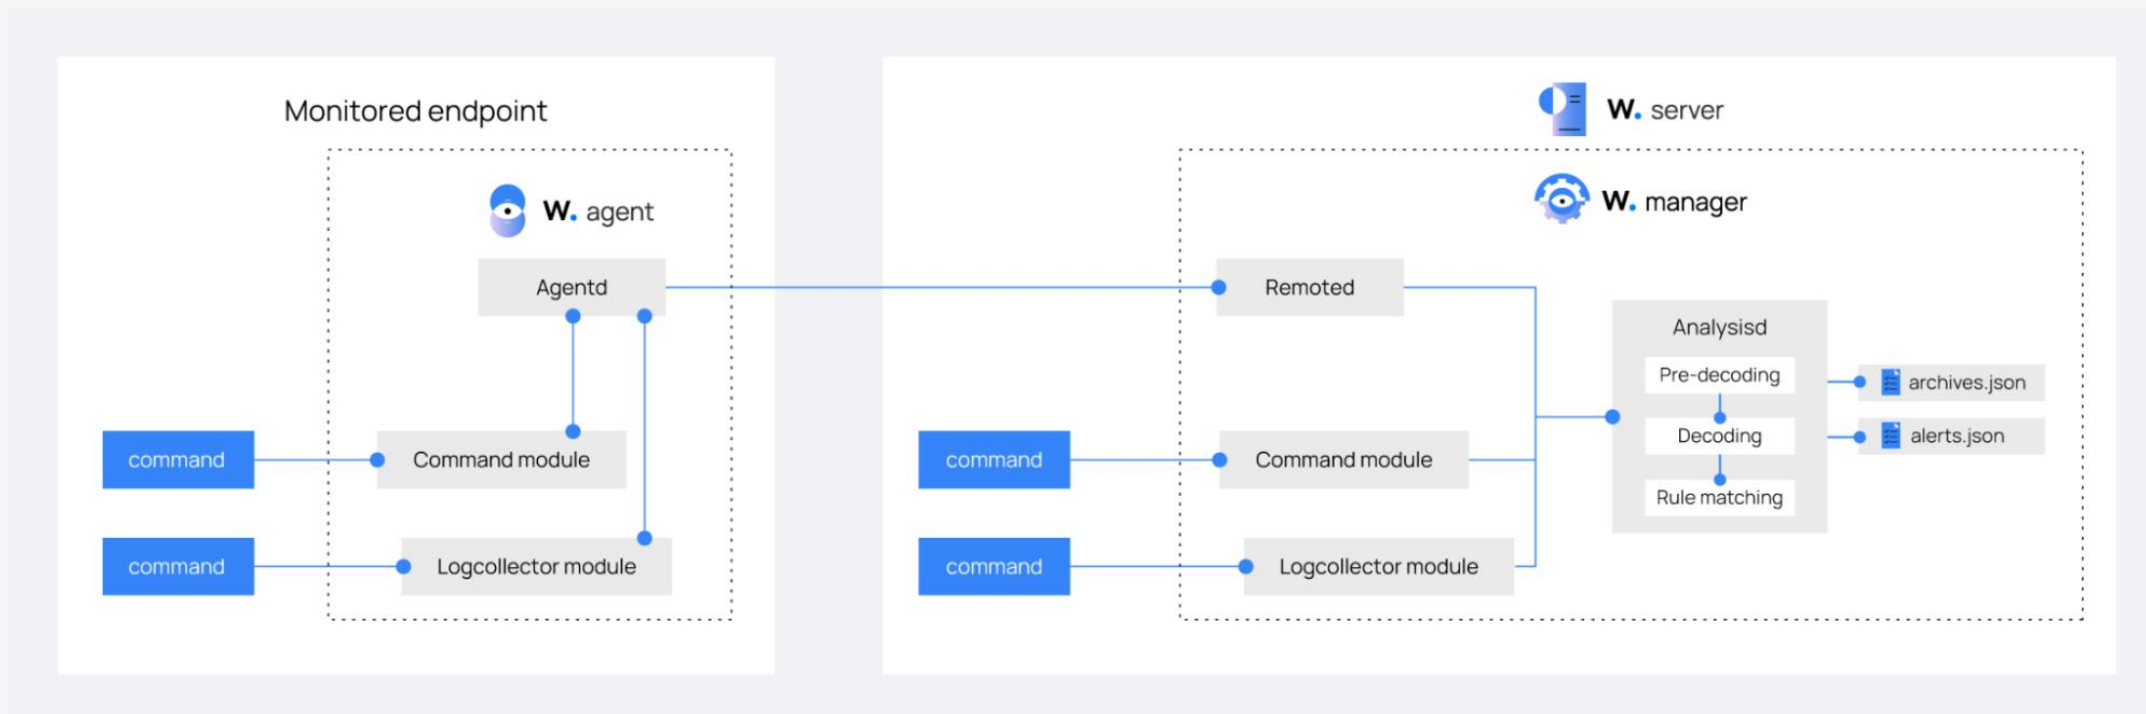 Monitored endpoint
W. agent
Agentd
command
Command module
command
Logcollector module
W. server
W. manager
Remoted
command
Command module
command
Logcollector module
Analysisd
Pre-decoding
Decoding
Rule matching
archives.json
alerts.json